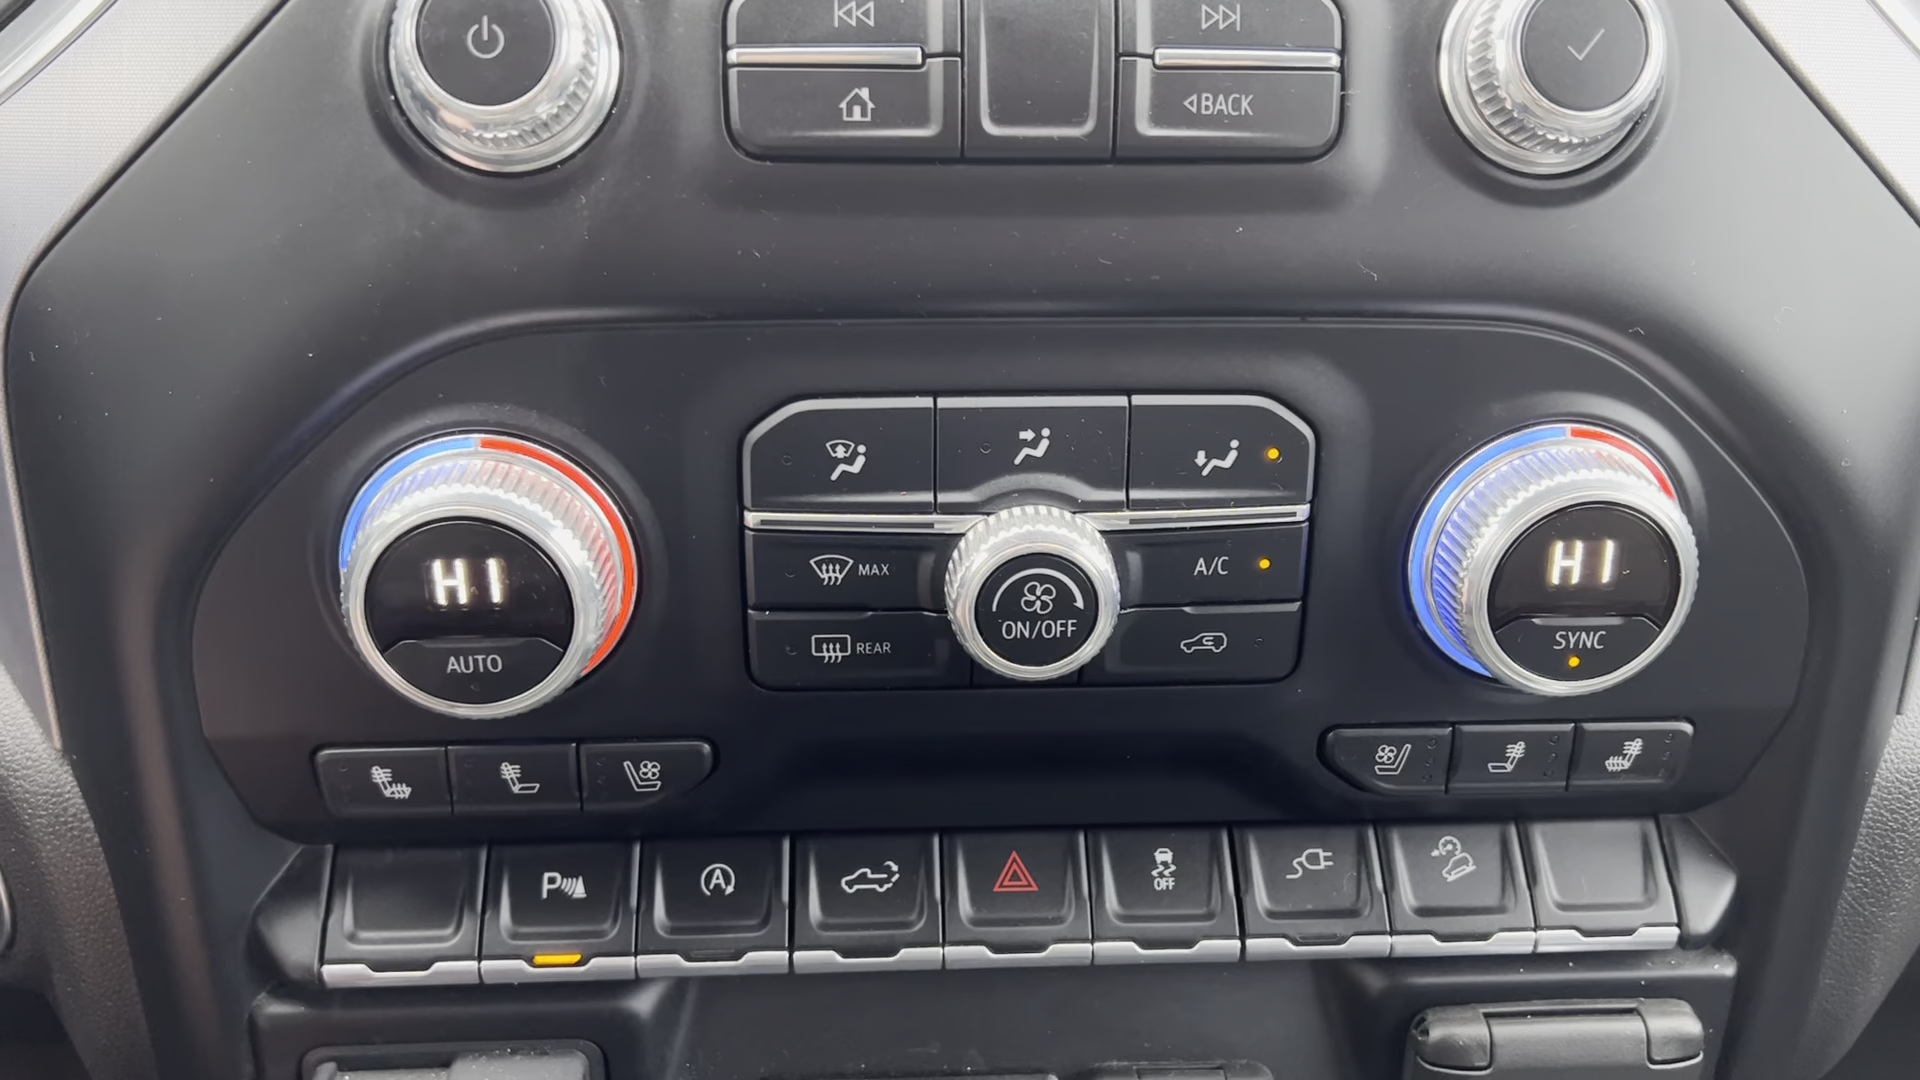 BACK
HI
AUTO
MAX
A/C
REAR
ON/OFF
HI
SYNC
P
A
OFF